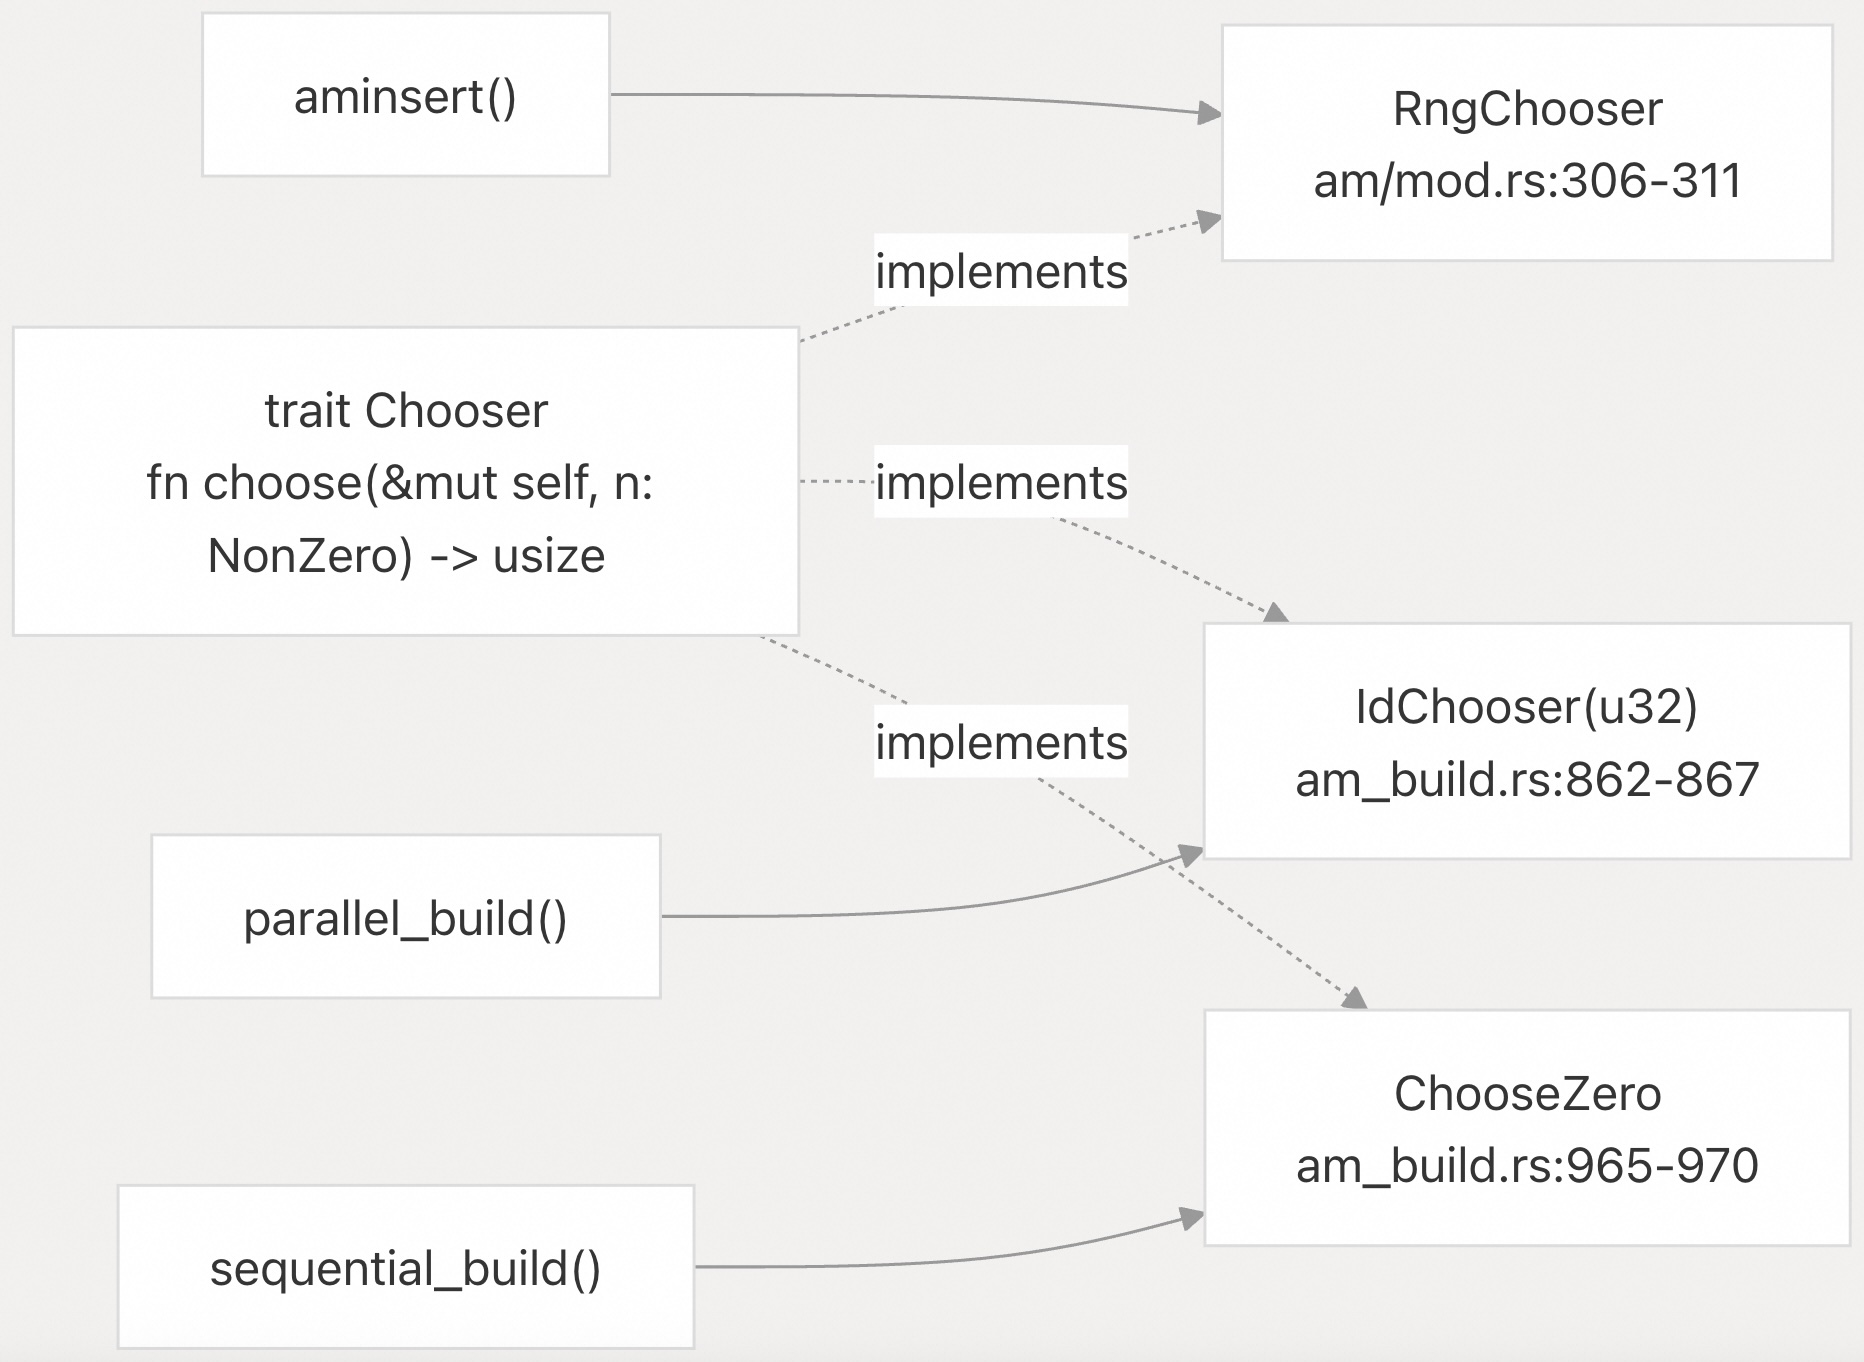 aminsert()
RngChooser
am/mod.rs:306-311
implements
trait Chooser
fn choose(&mut self, n:
NonZero) -> usize
implements
IdChooser(u32)
am_build.rs:862-867
implements
parallel_build()
ChooseZero
am_build.rs:965-970
sequential_build()